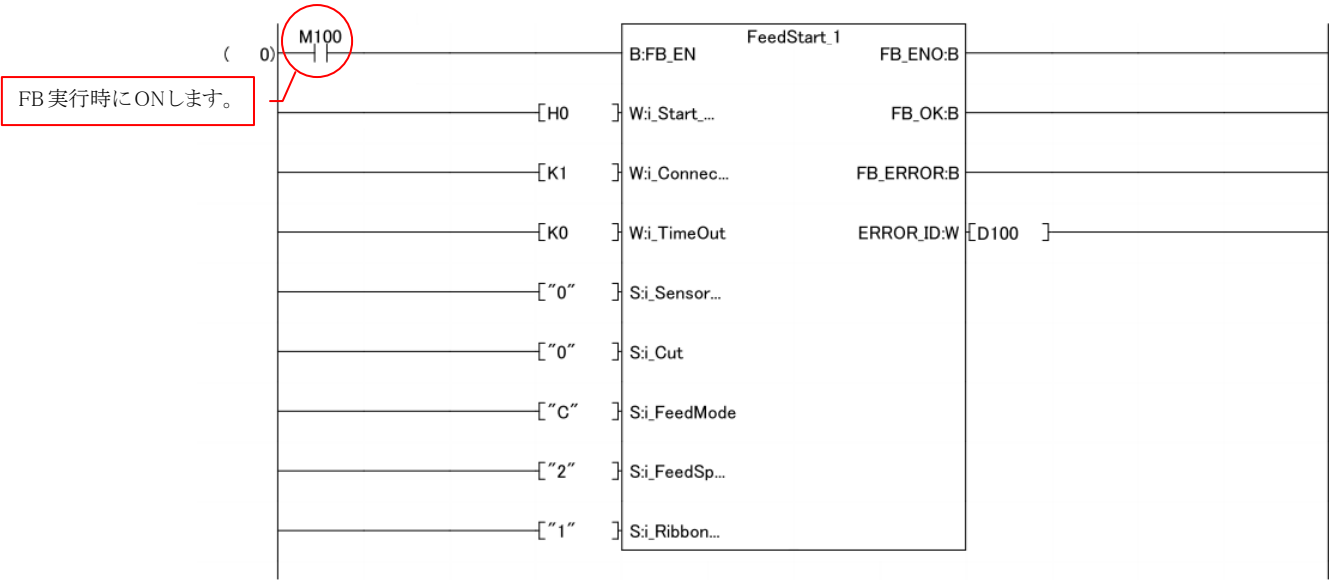 M100
FeedStart_1
( 0) B:FB_EN FB_ENO:B
FB実行時にONします。
[H0 ] W:i_Start_... FB_OK:B
[K1 ] W:i_Connec... FB_ERROR:B
[K0 ] W:i_TimeOut ERROR_ID:W [D100 ]
["0" ] S:i_Sensor...
["0" ] S:i_Cut
["C" ] S:i_FeedMode
["2" ] S:i_FeedSp...
["1" ] S:i_Ribbon...